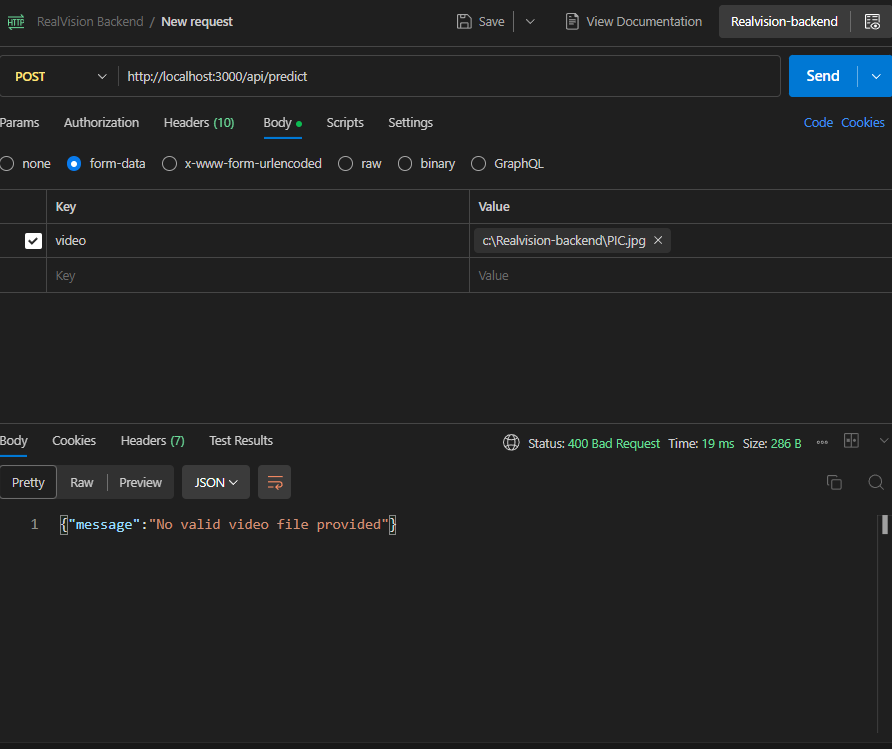 HTTP RealVision Backend / New request Save View Documentation Realvision-backend
POST http://localhost:3000/api/predict Send
Params Authorization Headers (10) Body Scripts Settings Code Cookies
none form-data x-www-form-urlencoded raw binary GraphQL
Key Value
video c:\Realvision-backend\PIC.jpg
Key Value
Body Cookies Headers (7) Test Results Status: 400 Bad Request Time: 19 ms Size: 286 B
Pretty Raw Preview JSON
1 {"message":"No valid video file provided"}